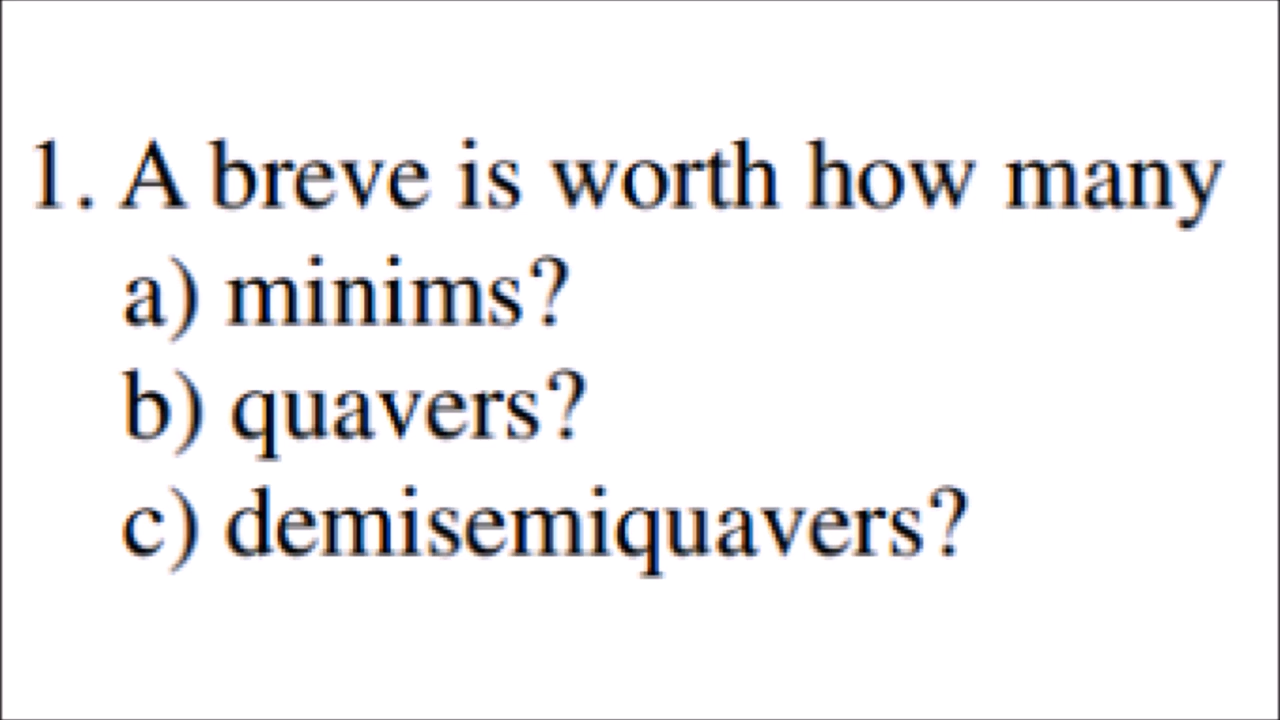 1. A breve is worth how many
a) minims?
b) quavers?
c) demisemiquavers?